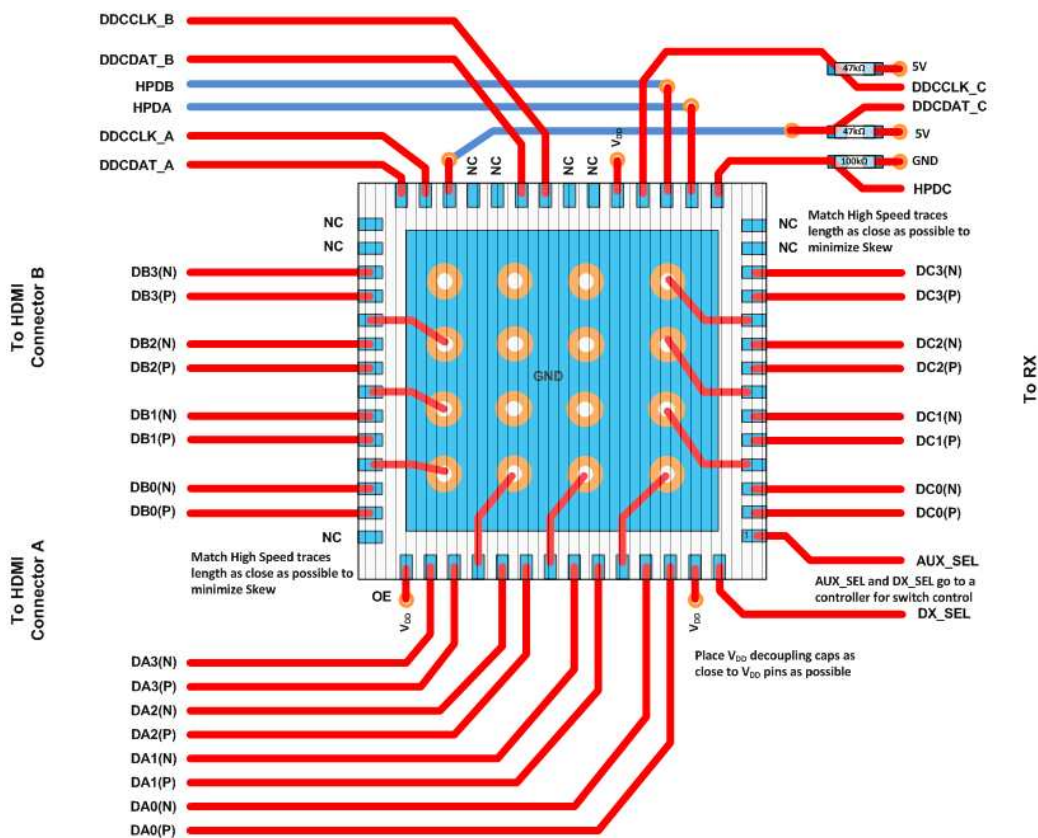 DDCCLK_B
DDCDAT_B
HPDB
HPDA
DDCCLK_A
DDCDAT_A
47kΩ
5V
DDCCLK_C
DDCDAT_C
47kΩ
5V
100kΩ
GND
HPDC
NC
NC
VDD
NC
NC
NC
NC
Match High Speed traces
length as close as possible to
minimize Skew
NC
NC
To HDMI
Connector B
DB3(N)
DB3(P)
DB2(N)
DB2(P)
DB1(N)
DB1(P)
DB0(N)
DB0(P)
NC
GND
DC3(N)
DC3(P)
DC2(N)
DC2(P)
DC1(N)
DC1(P)
DC0(N)
DC0(P)
To RX
1
AUX_SEL
AUX_SEL and DX_SEL go to a
controller for switch control
DX_SEL
Match High Speed traces
length as close as possible to
minimize Skew
OE
VDD
VDD
Place VDD decoupling caps as
close to VDD pins as possible
To HDMI
Connector A
DA3(N)
DA3(P)
DA2(N)
DA2(P)
DA1(N)
DA1(P)
DA0(N)
DA0(P)